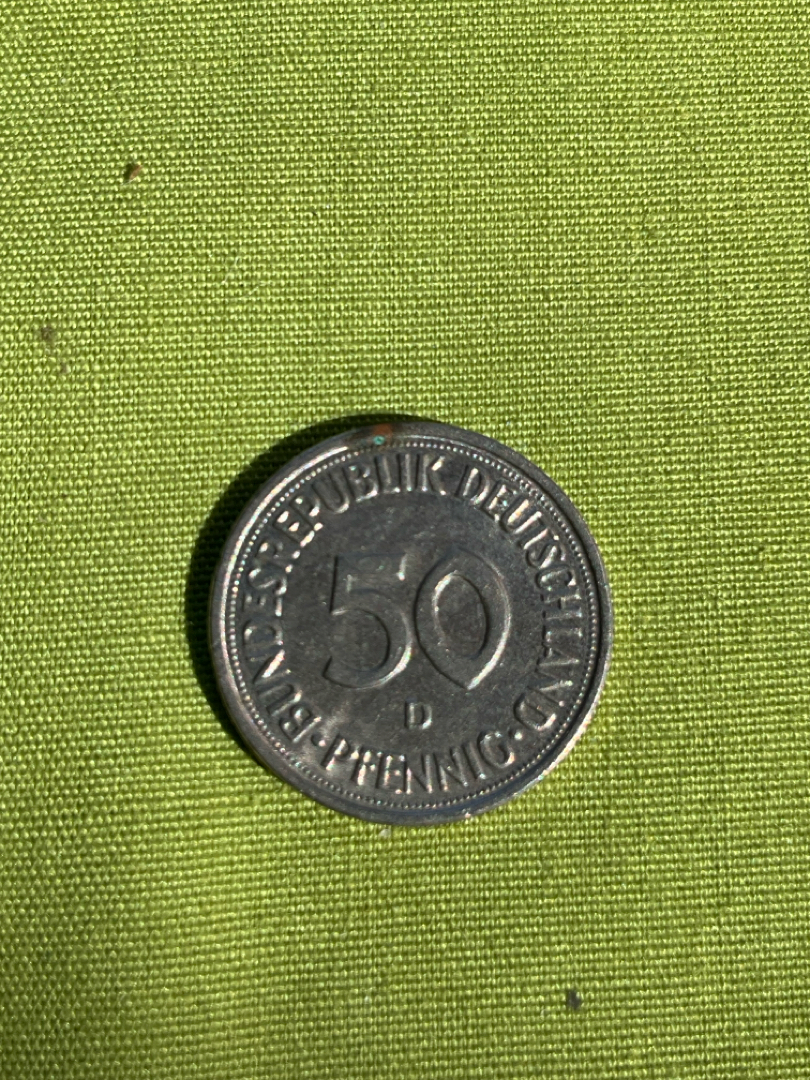 BUNDESREPUBLIK DEUTSCHLAND
50
D
· PFENNIG ·